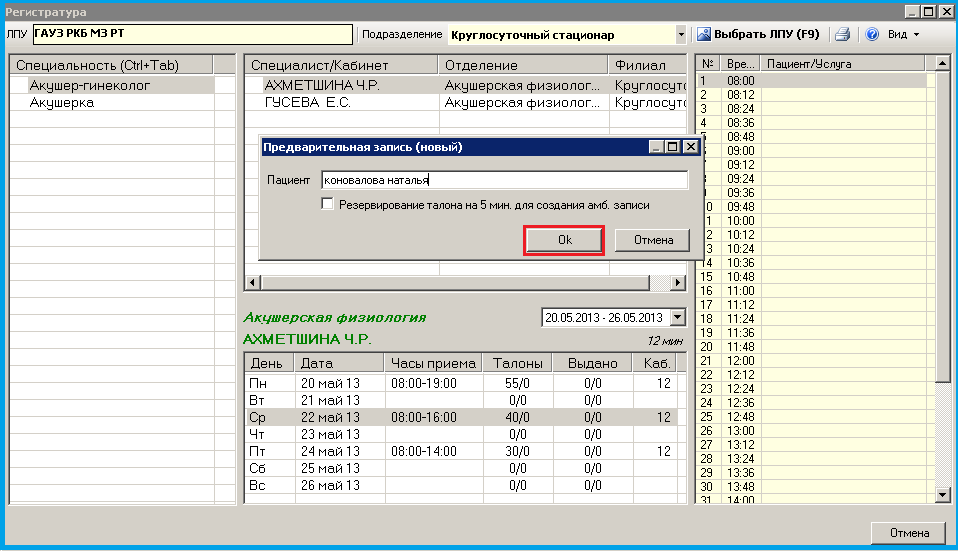 Регистратура
ЛПУ ГАУЗ РКБ МЗ РТ Подразделение Круглосуточный стационар Выбрать ЛПУ (F9) Вид
Специальность (Ctrl+Tab)
Акушер-гинеколог
Акушерка
Специалист/Кабинет Отделение Филиал
АХМЕТШИНА Ч.Р. Акушерская физиолог... Круглосуто
ГУСЕВА Е.С. Акушерская физиолог... Круглосуто
Предварительная запись (новый)
Пациент коновалова наталья
Резервирование талона на 5 мин. для создания амб. записи
Ok Отмена
Акушерская физиология 20.05.2013 - 26.05.2013
АХМЕТШИНА Ч.Р. 12 мин
День Дата Часы приема Талоны Выдано Каб.
Пн 20 май 13 08:00-19:00 55/0 0/0 12
Вт 21 май 13 0/0 0/0
Ср 22 май 13 08:00-16:00 40/0 0/0 12
Чт 23 май 13 0/0 0/0
Пт 24 май 13 08:00-14:00 30/0 0/0 12
Сб 25 май 13 0/0 0/0
Вс 26 май 13 0/0 0/0
№ Вре... Пациент/Услуга
1 08:00
2 08:12
3 08:24
4 08:36
5 08:48
6 09:00
7 09:12
8 09:24
9 09:36
0 09:48
11 10:00
12 10:12
13 10:24
14 10:36
15 10:48
16 11:00
17 11:12
18 11:24
19 11:36
20 11:48
21 12:00
22 12:12
23 12:24
24 12:36
25 12:48
26 13:00
27 13:12
28 13:24
29 13:36
30 13:48
31 14:00
Отмена